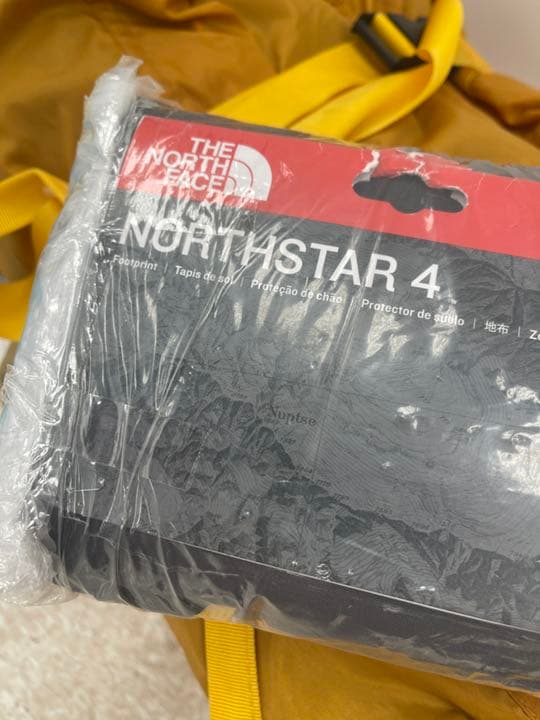 THE
NORTH
FACE
NORTHSTAR 4
Footprint | Tapis de sol | Proteção de chão | Protector de suelo | 地布 |
Nuptse